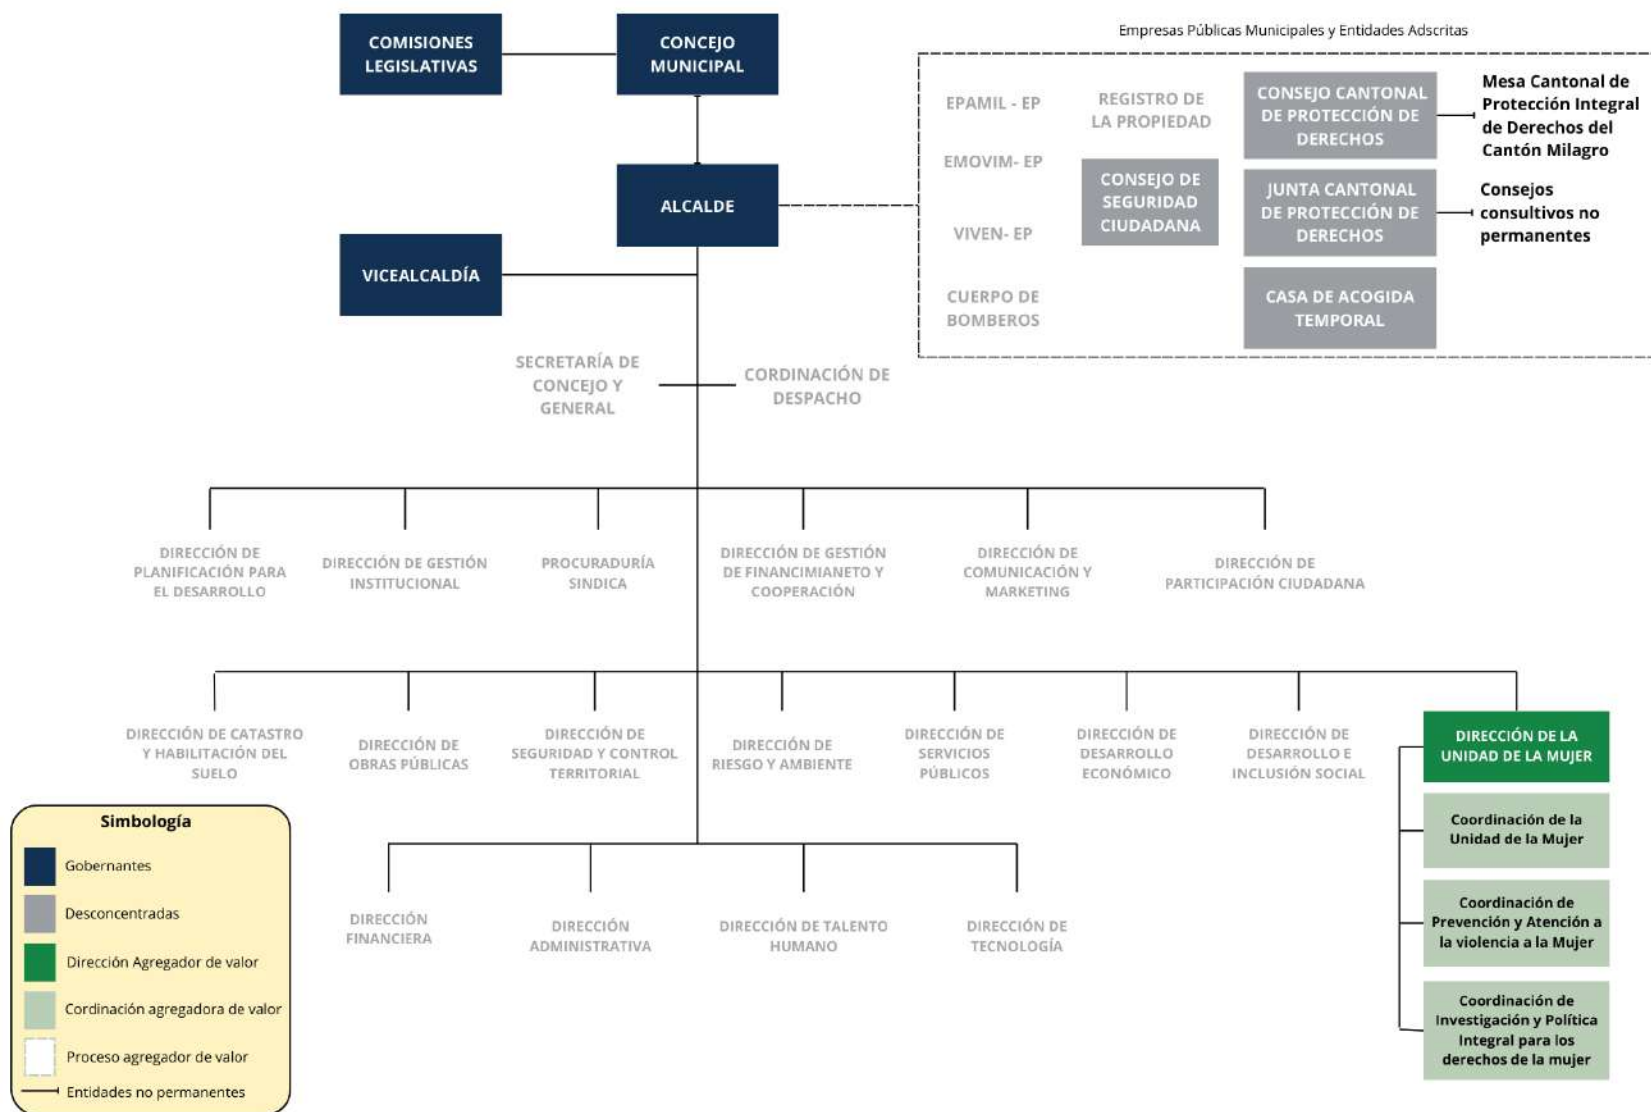 COMISIONES
LEGISLATIVAS
CONCEJO
MUNICIPAL
ALCALDE
VICEALCALDÍA
Empresas Públicas Municipales y Entidades Adscritas
EPAMIL - EP
EMOVIM- EP
VIVEN- EP
CUERPO DE
BOMBEROS
REGISTRO DE
LA PROPIEDAD
CONSEJO DE
SEGURIDAD
CIUDADANA
CONSEJO CANTONAL
DE PROTECCIÓN DE
DERECHOS
JUNTA CANTONAL
DE PROTECCIÓN DE
DERECHOS
CASA DE ACOGIDA
TEMPORAL
Mesa Cantonal de
Protección Integral
de Derechos del
Cantón Milagro
Consejos
consultivos no
permanentes
SECRETARÍA DE
CONCEJO Y
GENERAL
CORDINACIÓN DE
DESPACHO
DIRECCIÓN DE
PLANIFICACIÓN PARA
EL DESARROLLO
DIRECCIÓN DE GESTIÓN
INSTITUCIONAL
PROCURADURÍA
SINDICA
DIRECCIÓN DE GESTIÓN
DE FINANCIMIANETO Y
COOPERACIÓN
DIRECCIÓN DE
COMUNICACIÓN Y
MARKETING
DIRECCIÓN DE
PARTICIPACIÓN CIUDADANA
DIRECCIÓN DE CATASTRO
Y HABILITACIÓN DEL
SUELO
DIRECCIÓN DE
OBRAS PÚBLICAS
DIRECCIÓN DE
SEGURIDAD Y CONTROL
TERRITORIAL
DIRECCIÓN DE
RIESGO Y AMBIENTE
DIRECCIÓN DE
SERVICIOS
PÚBLICOS
DIRECCIÓN DE
DESARROLLO
ECONÓMICO
DIRECCIÓN DE
DESARROLLO E
INCLUSIÓN SOCIAL
DIRECCIÓN DE LA
UNIDAD DE LA MUJER
Coordinación de la
Unidad de la Mujer
Coordinación de
Prevención y Atención a
la violencia a la Mujer
Coordinación de
Investigación y Política
Integral para los
derechos de la mujer
DIRECCIÓN
FINANCIERA
DIRECCIÓN
ADMINISTRATIVA
DIRECCIÓN DE TALENTO
HUMANO
DIRECCIÓN DE
TECNOLOGÍA
Simbología
Gobernantes
Desconcentradas
Dirección Agregador de valor
Cordinación agregadora de valor
Proceso agregador de valor
Entidades no permanentes